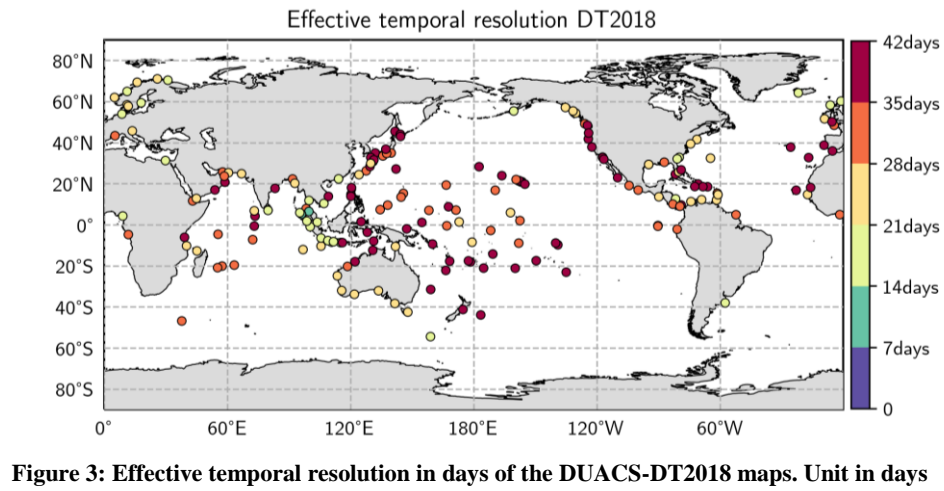 Effective temporal resolution DT2018
80°N
60°N
40°N
20°N
0°
20°S
40°S
60°S
80°S
0°
60°E
120°E
180°E
120°W
60°W
42days
35days
28days
21days
14days
7days
0
Figure 3: Effective temporal resolution in days of the DUACS-DT2018 maps. Unit in days